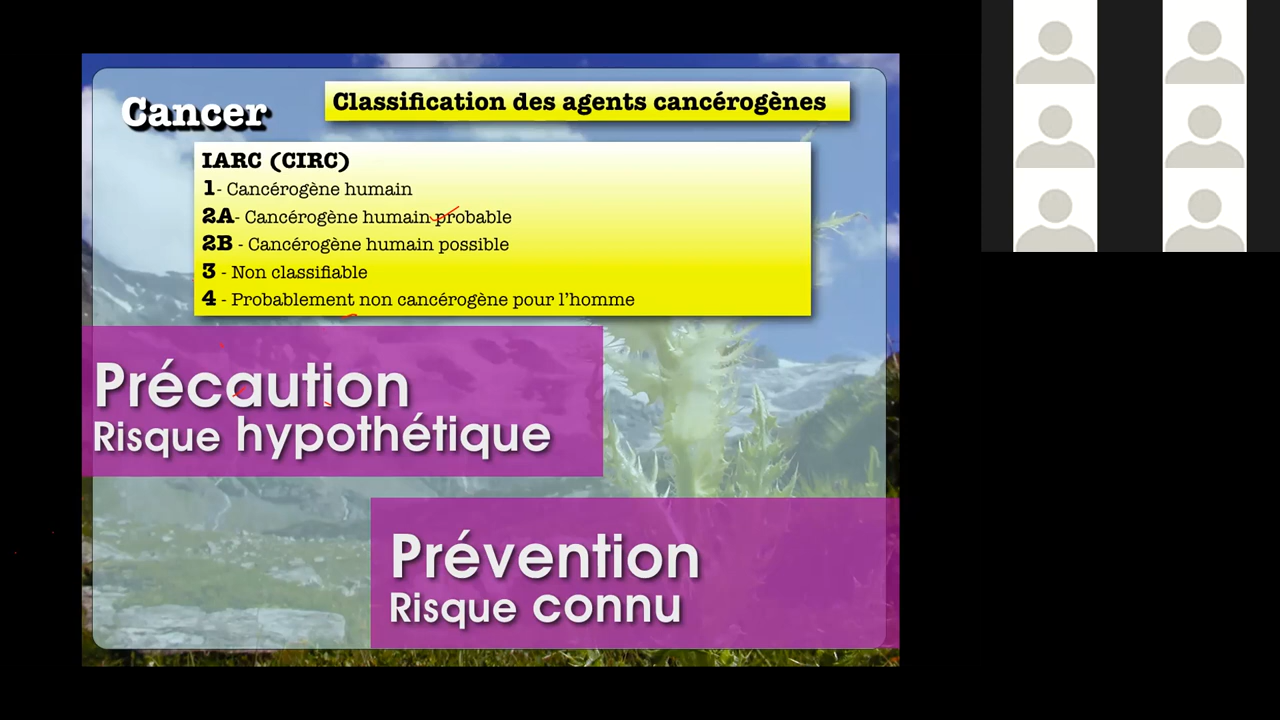 Cancer
Classification des agents cancérogènes
IARC (CIRC)
1- Cancérogène humain
2A- Cancérogène humain probable
2B - Cancérogène humain possible
3 - Non classifiable
4 - Probablement non cancérogène pour l’homme
Précaution
Risque hypothétique
Prévention
Risque connu